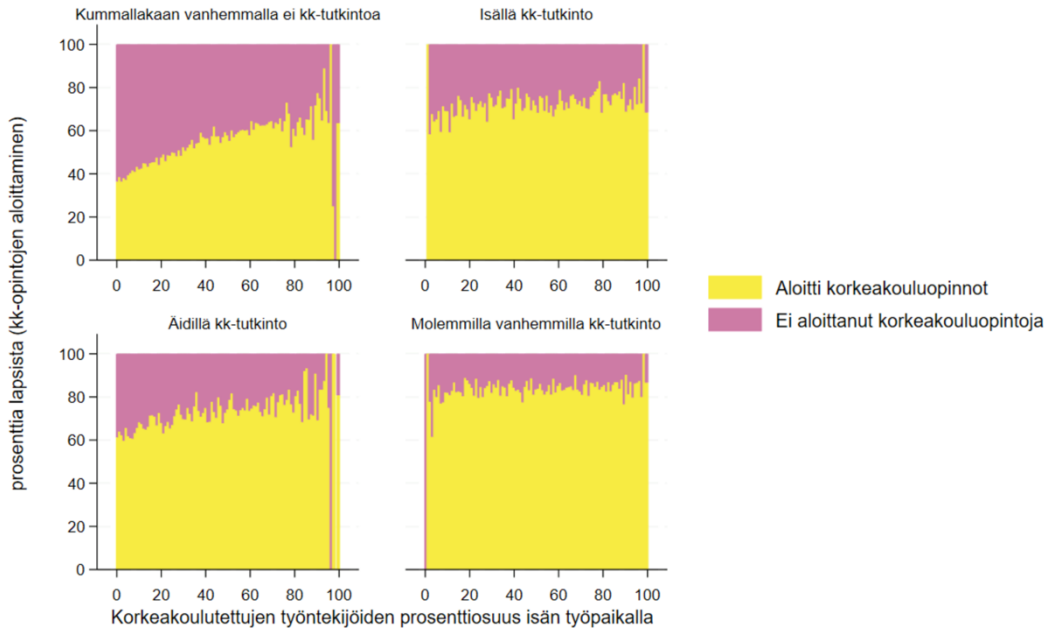 Kummallakaan vanhemmalla ei kk-tutkintoa
Isällä kk-tutkinto
100
80
60
40
20
0
0 20 40 60 80 100
0 20 40 60 80 100
Äidillä kk-tutkinto
Molemmilla vanhemmilla kk-tutkinto
100
80
60
40
20
0
0 20 40 60 80 100
0 20 40 60 80 100
prosenttia lapsista (kk-opintojen aloittaminen)
Korkeakoulutettujen työntekijöiden prosenttiosuus isän työpaikalla
Aloitti korkeakouluopinnot
Ei aloittanut korkeakouluopintoja